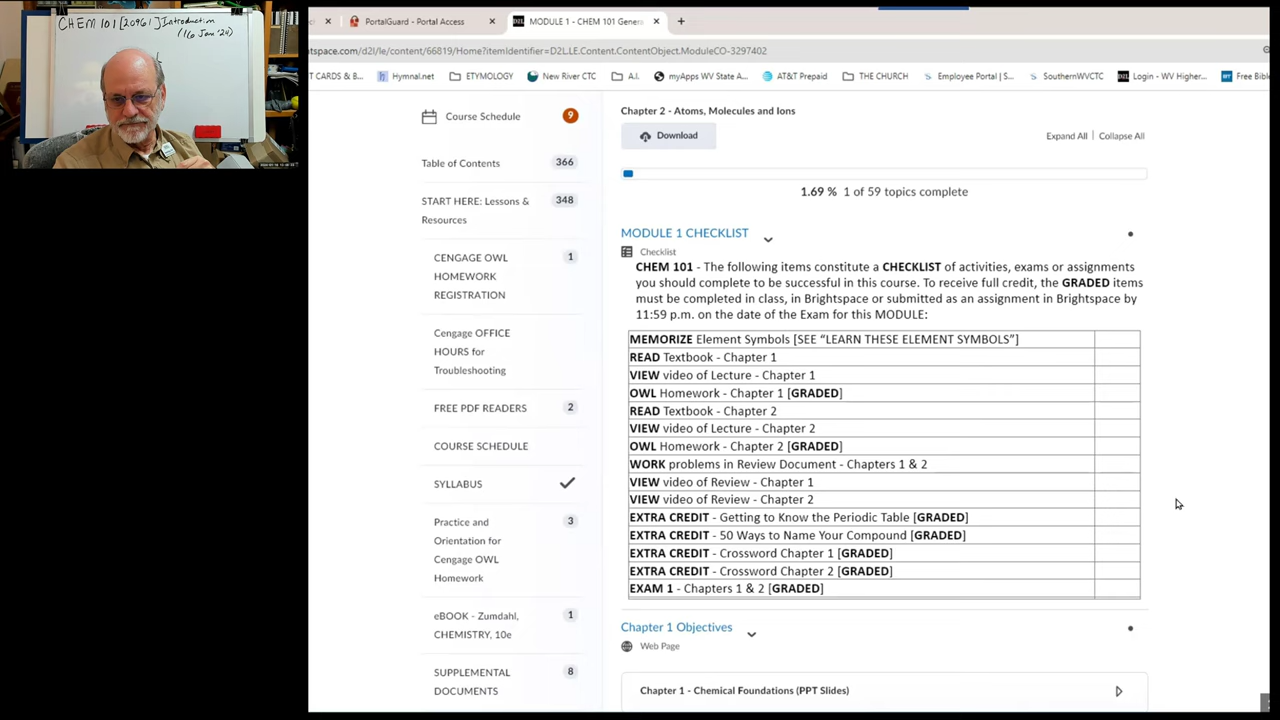 CHEM 101 [2096] Introduction
(16 Jan '24)
PortalGuard - Portal Access
MODULE 1 - CHEM 101 Genera
htspace.com/d2l/le/content/66819/Home?itemIdentifier=D2L.LE.Content.ContentObject.ModuleCO-3297402
T CARDS & B... Hymnal.net ETYMOLOGY New River CTC A.I. myApps WV State A... AT&T Prepaid THE CHURCH Employee Portal | S... SouthernWVCTC Login - WV Higher... Free Bible
Course Schedule 9
Table of Contents 366
START HERE: Lessons & 348
Resources
CENGAGE OWL 1
HOMEWORK
REGISTRATION
Cengage OFFICE
HOURS for
Troubleshooting
FREE PDF READERS 2
COURSE SCHEDULE
SYLLABUS
Practice and 3
Orientation for
Cengage OWL
Homework
eBOOK - Zumdahl, 1
CHEMISTRY, 10e
SUPPLEMENTAL 8
DOCUMENTS
Chapter 2 - Atoms, Molecules and Ions
Download
Expand All | Collapse All
1.69 % 1 of 59 topics complete
MODULE 1 CHECKLIST
Checklist
CHEM 101 - The following items constitute a CHECKLIST of activities, exams or assignments
you should complete to be successful in this course. To receive full credit, the GRADED items
must be completed in class, in Brightspace or submitted as an assignment in Brightspace by
11:59 p.m. on the date of the Exam for this MODULE:
MEMORIZE Element Symbols [SEE “LEARN THESE ELEMENT SYMBOLS”]
READ Textbook - Chapter 1
VIEW video of Lecture - Chapter 1
OWL Homework - Chapter 1 [GRADED]
READ Textbook - Chapter 2
VIEW video of Lecture - Chapter 2
OWL Homework - Chapter 2 [GRADED]
WORK problems in Review Document - Chapters 1 & 2
VIEW video of Review - Chapter 1
VIEW video of Review - Chapter 2
EXTRA CREDIT - Getting to Know the Periodic Table [GRADED]
EXTRA CREDIT - 50 Ways to Name Your Compound [GRADED]
EXTRA CREDIT - Crossword Chapter 1 [GRADED]
EXTRA CREDIT - Crossword Chapter 2 [GRADED]
EXAM 1 - Chapters 1 & 2 [GRADED]
Chapter 1 Objectives
Web Page
Chapter 1 - Chemical Foundations (PPT Slides)